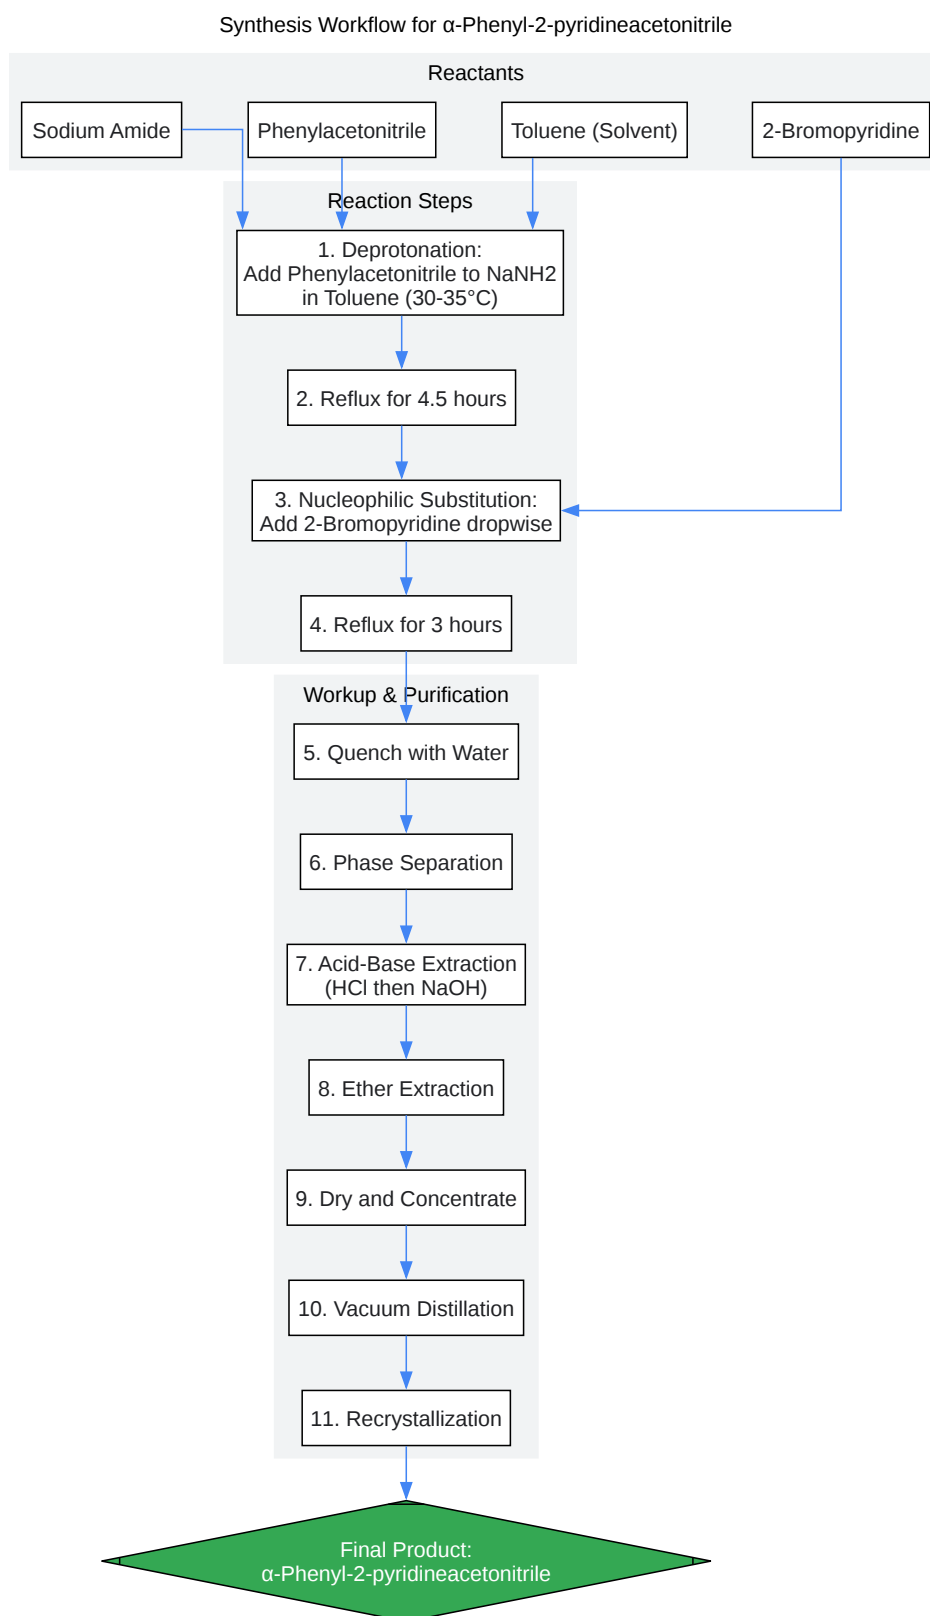 Synthesis Workflow for α-Phenyl-2-pyridineacetonitrile
Reactants
Sodium Amide
Phenylacetonitrile
Toluene (Solvent)
2-Bromopyridine
Reaction Steps
1. Deprotonation:
Add Phenylacetonitrile to NaNH2
in Toluene (30-35°C)
2. Reflux for 4.5 hours
3. Nucleophilic Substitution:
Add 2-Bromopyridine dropwise
4. Reflux for 3 hours
Workup & Purification
5. Quench with Water
6. Phase Separation
7. Acid-Base Extraction
(HCl then NaOH)
8. Ether Extraction
9. Dry and Concentrate
10. Vacuum Distillation
11. Recrystallization
Final Product:
α-Phenyl-2-pyridineacetonitrile